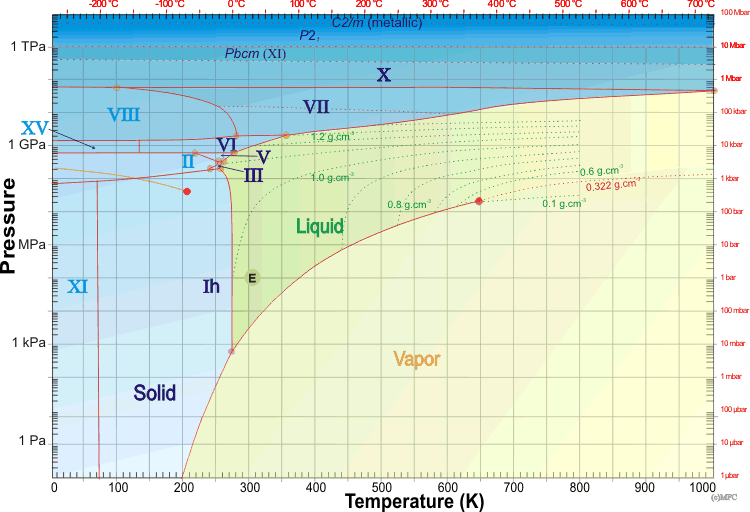 -200 °C -100 °C 0 °C 100 °C 200 °C 300 °C 400 °C 500 °C 600 °C 700 °C
100 Mbar
C2/m (metallic)
P2₁
1 TPa
10 Mbar
Pbcm (XI)
X
1 Mbar
VIII
VII
100 kbar
XV
1.2 g.cm⁻³
1 GPa
VI
10 kbar
II
V
III
1.0 g.cm⁻³
0.6 g.cm⁻³
1 kbar
0.322 g.cm⁻³
0.8 g.cm⁻³
0.1 g.cm⁻³
100 bar
Liquid
Pressure
MPa
10 bar
XI
Ih
E
1 bar
100 mbar
1 kPa
10 mbar
Vapor
Solid
1 mbar
100 µbar
1 Pa
10 µbar
1 µbar
0 100 200 300 400 500 600 700 800 900 1000
Temperature (K)
(c)MFC